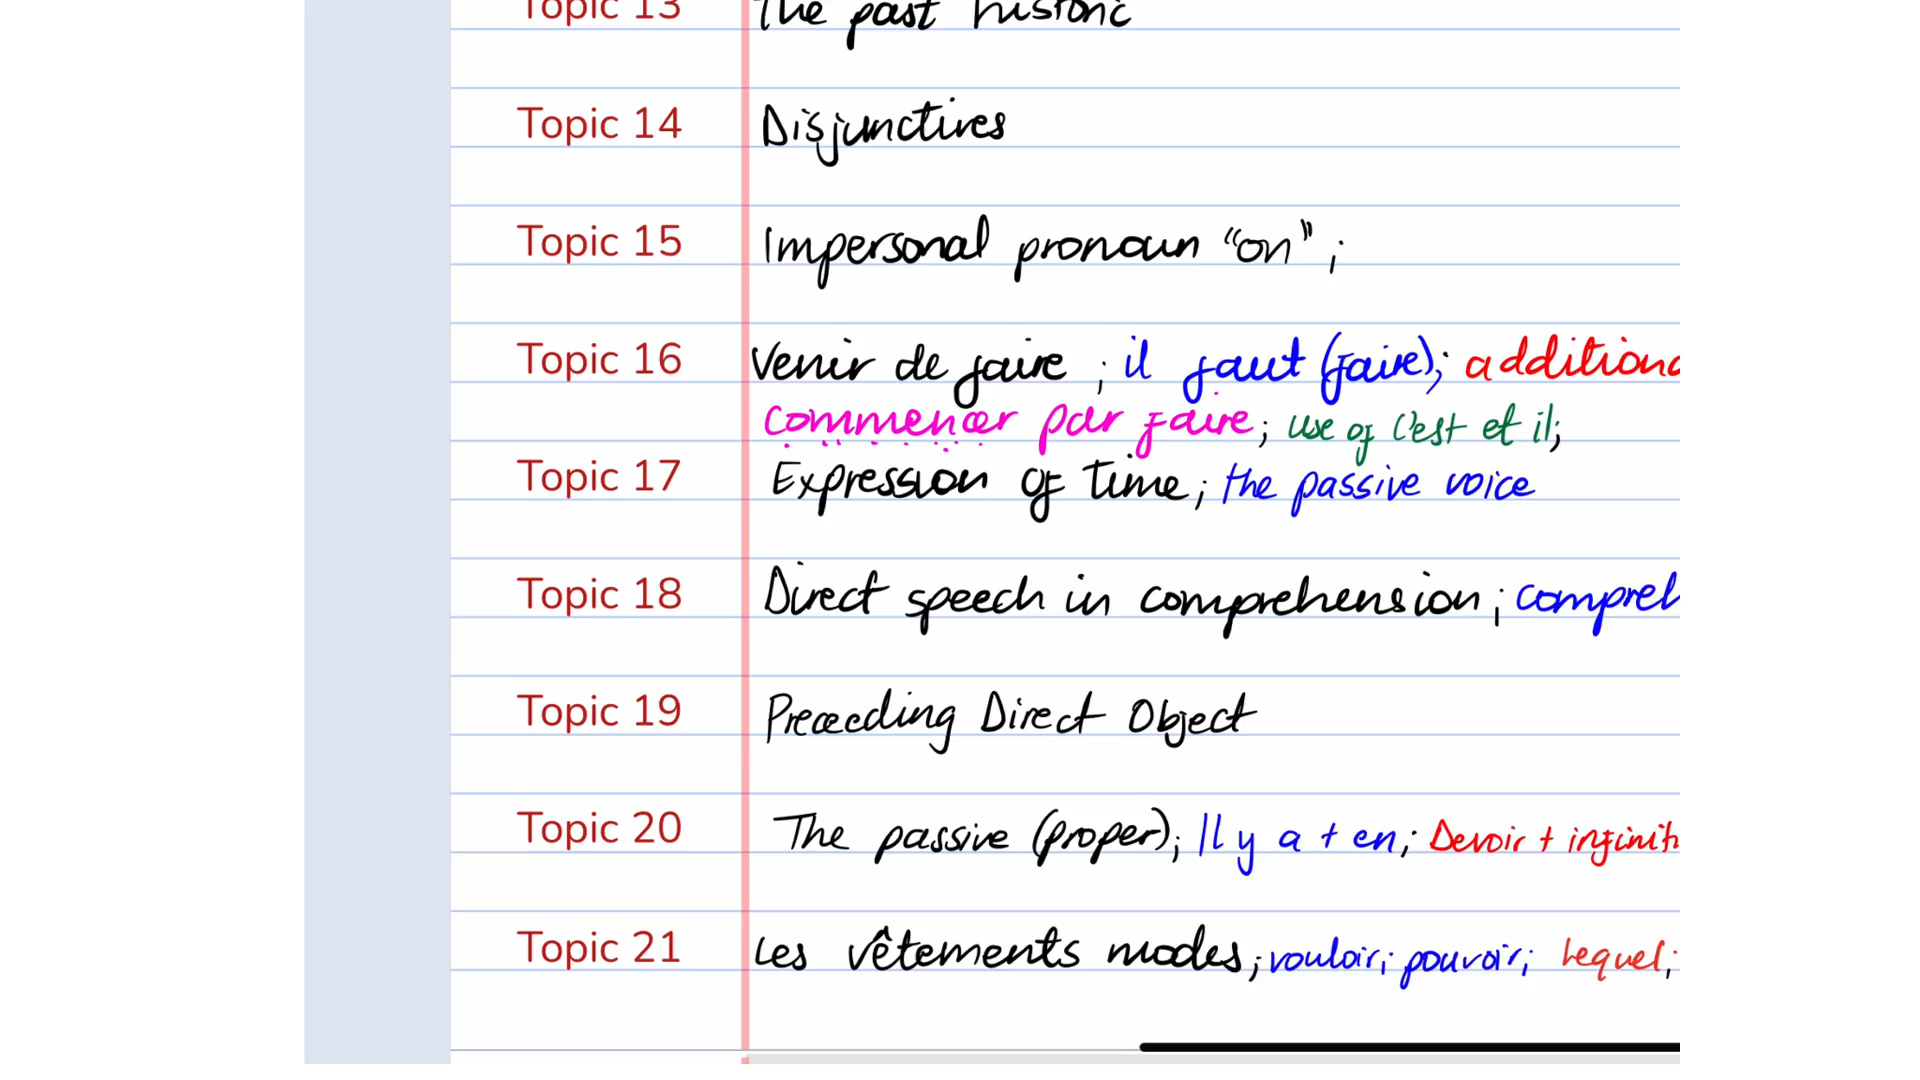 Topic 13 The past historic
Topic 14 Disjunctives
Topic 15 Impersonal pronoun "on" ;
Topic 16 Venir de faire ; il faut (faire); additiona
commencer par faire; use of c'est et il;
Topic 17 Expression of time; the passive voice
Topic 18 Direct speech in comprehension; compreh
Topic 19 Preceeding Direct Object
Topic 20 The passive (proper); Il y a + en; Devoir + infiniti
Topic 21 Les vêtements modes; vouloir; pouvoir; Lequel;